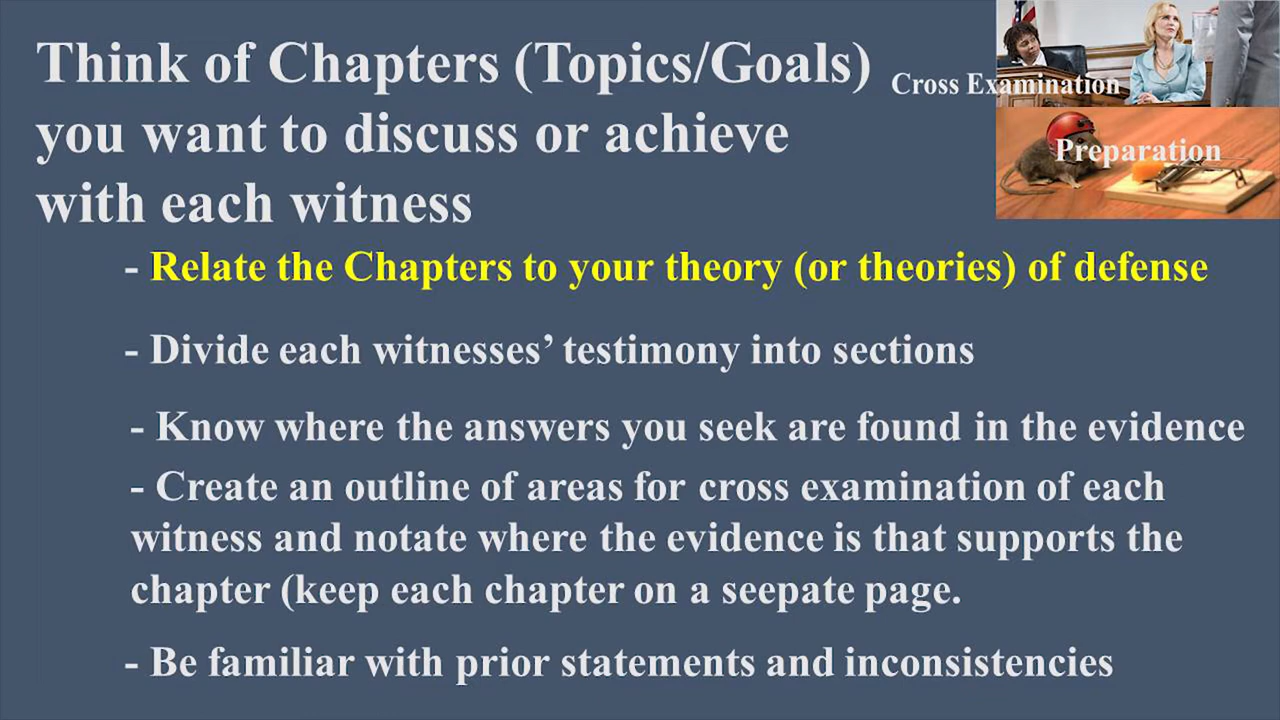 Think of Chapters (Topics/Goals)
you want to discuss or achieve
with each witness
Cross Examination
Preparation
- Relate the Chapters to your theory (or theories) of defense
- Divide each witnesses’ testimony into sections
- Know where the answers you seek are found in the evidence
- Create an outline of areas for cross examination of each
witness and notate where the evidence is that supports the
chapter (keep each chapter on a seepate page.
- Be familiar with prior statements and inconsistencies